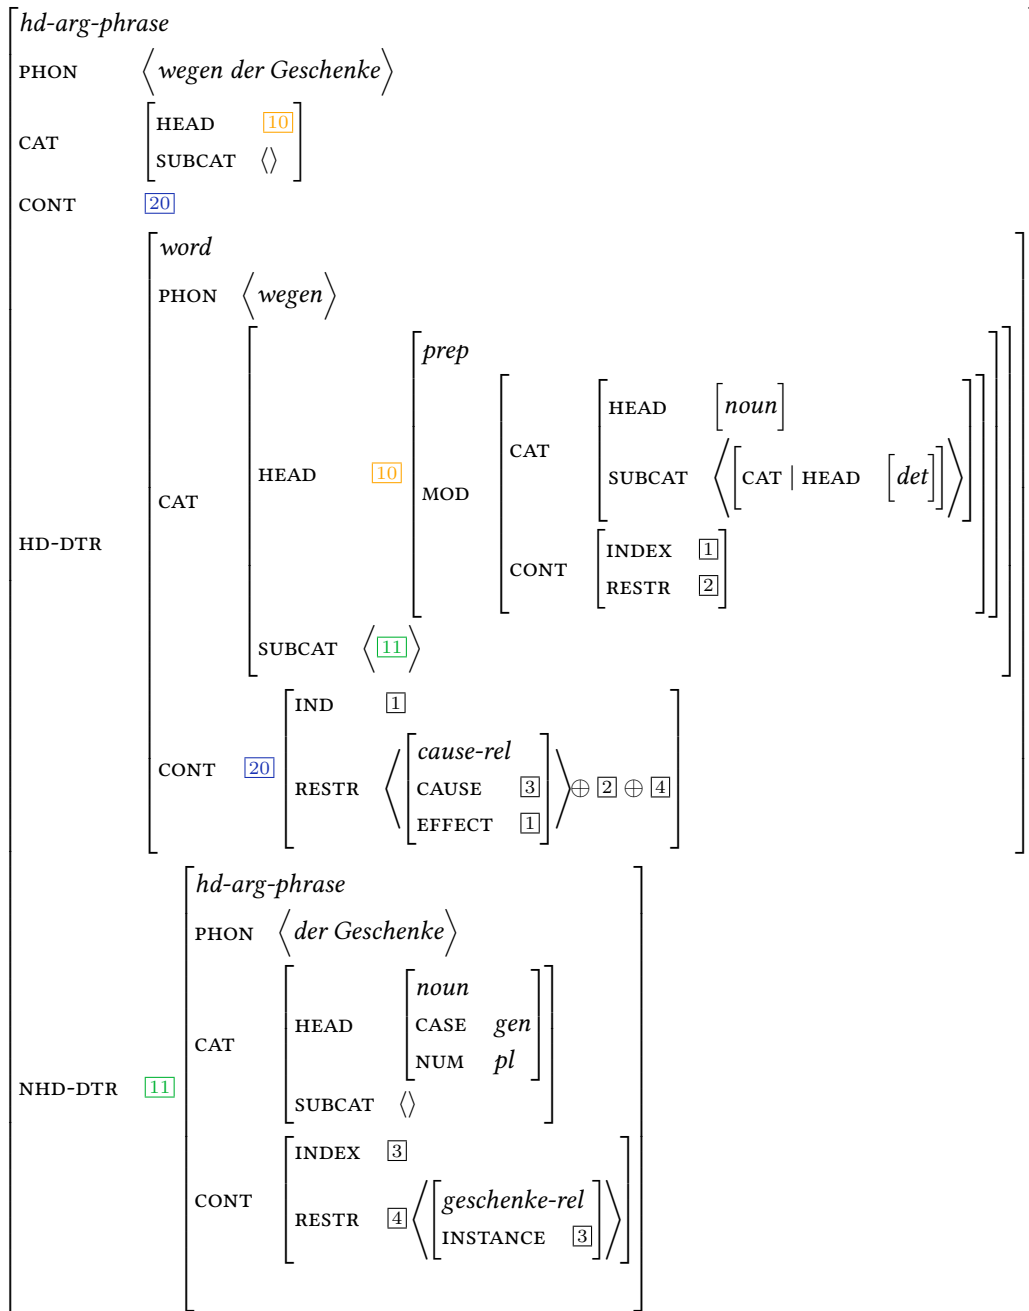 hd-arg-phrase
PHON ⟨wegen der Geschenke⟩
HEAD 10
CAT
SUBCAT ⟨⟩
CONT 20
word
PHON ⟨wegen⟩
prep
HEAD [noun]
CAT
SUBCAT ⟨[CAT | HEAD [det]]⟩
HEAD 10
MOD
CAT
HD-DTR
INDEX 1
CONT
RESTR 2
SUBCAT ⟨11⟩
IND 1
cause-rel
CONT 20
RESTR ⟨[CAUSE 3]⟩ ⊕ 2 ⊕ 4
EFFECT 1
hd-arg-phrase
PHON ⟨der Geschenke⟩
noun
HEAD CASE gen
CAT
NUM pl
NHD-DTR 11
SUBCAT ⟨⟩
INDEX 3
CONT
geschenke-rel
RESTR 4
INSTANCE 3